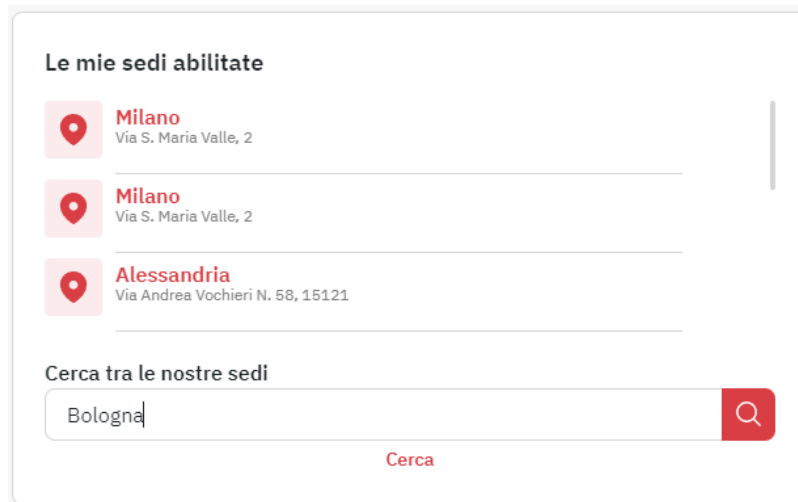 Le mie sedi abilitate
Milano
Via S. Maria Valle, 2
Milano
Via S. Maria Valle, 2
Alessandria
Via Andrea Vochieri N. 58, 15121
Cerca tra le nostre sedi
Bologna
Cerca